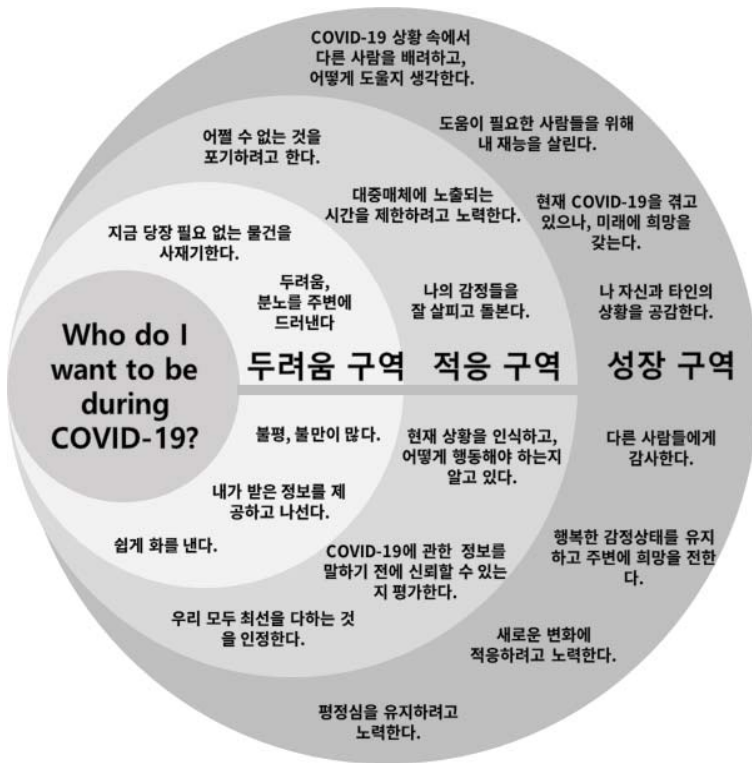 COVID-19 상황 속에서
다른 사람을 배려하고,
어떻게 도울지 생각한다.
도움이 필요한 사람들을 위해
내 재능을 살린다.
어쩔 수 없는 것을
포기하려고 한다.
대중매체에 노출되는
시간을 제한하려고 노력한다.
현재 COVID-19을 겪고
있으나, 미래에 희망을
갖는다.
지금 당장 필요 없는 물건을
사재기한다.
두려움,
분노를 주변에
드러낸다
나의 감정들을
잘 살피고 돌본다.
나 자신과 타인의
상황을 공감한다.
Who do I
want to be
during
COVID-19?
두려움 구역
적응 구역
성장 구역
불평, 불만이 많다.
현재 상황을 인식하고,
어떻게 행동해야 하는지
알고 있다.
다른 사람들에게
감사한다.
내가 받은 정보를 제
공하고 나선다.
쉽게 화를 낸다.
COVID-19에 관한 정보를
말하기 전에 신뢰할 수 있는
지 평가한다.
행복한 감정상태를 유지
하고 주변에 희망을 전한
다.
우리 모두 최선을 다하는 것
을 인정한다.
새로운 변화에
적응하려고 노력한다.
평정심을 유지하려고
노력한다.